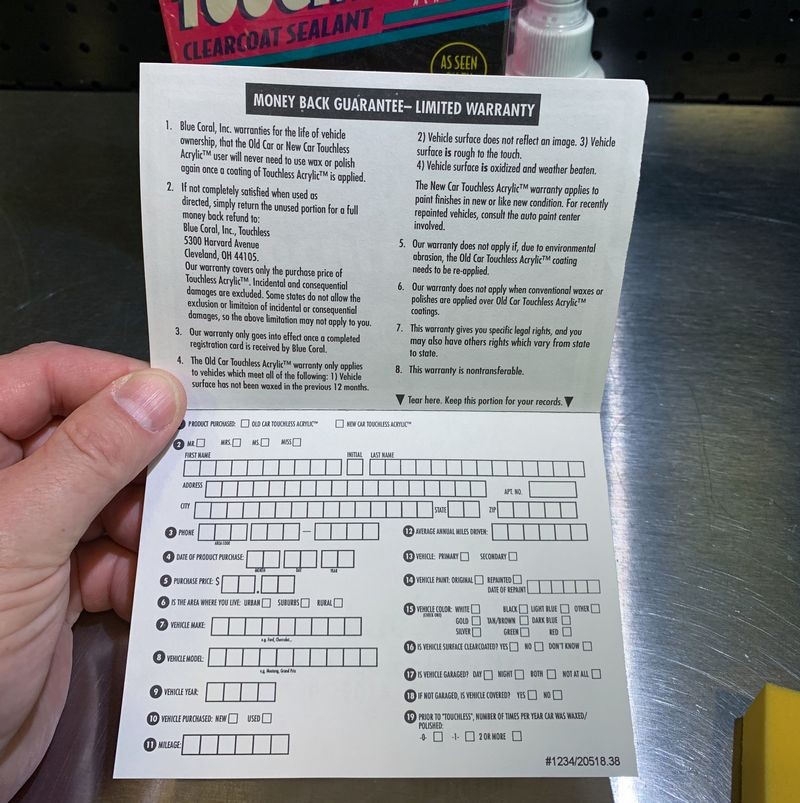 CLEARCOAT SEALANT
AS SEEN
MONEY BACK GUARANTEE– LIMITED WARRANTY
1. Blue Coral, Inc. warranties for the life of vehicle
ownership, that the Old Car or New Car Touchless
Acrylic™ user will never need to use wax or polish
again once a coating of Touchless Acrylic™ is applied.
2. If not completely satisfied when used as
directed, simply return the unused portion for a full
money back refund to:
Blue Coral, Inc., Touchless
5300 Harvard Avenue
Cleveland, OH 44105.
Our warranty covers only the purchase price of
Touchless Acrylic™. Incidental and consequential
damages are excluded. Some states do not allow the
exclusion or limitaion of incidental or consequential
damages, so the above limitation may not apply to you.
3. Our warranty only goes into effect once a completed
registration card is received by Blue Coral.
4. The Old Car Touchless Acrylic™ warranty only applies
to vehicles which meet all of the following: 1) Vehicle
surface has not been waxed in the previous 12 months.
2) Vehicle surface does not reflect an image. 3) Vehicle
surface is rough to the touch.
4) Vehicle surface is oxidized and weather beaten.
The New Car Touchless Acrylic™ warranty applies to
paint finishes in new or like new condition. For recently
repainted vehicles, consult the auto paint center
involved.
5. Our warranty does not apply if, due to environmental
abrasion, the Old Car Touchless Acrylic™ coating
needs to be re-applied.
6. Our warranty does not apply when conventional waxes or
polishes are applied over Old Car Touchless Acrylic™
coatings.
7. This warranty gives you specific legal rights, and you
may also have others rights which vary from state
to state.
8. This warranty is nontransferable.
▼ Tear here. Keep this portion for your records. ▼
PRODUCT PURCHASED: OLD CAR TOUCHLESS ACRYLIC™ NEW CAR TOUCHLESS ACRYLIC™
2 MR. MRS. MS. MISS
FIRST NAME INITIAL LAST NAME
ADDRESS APT. NO.
CITY STATE ZIP
3 PHONE –
AREA CODE
4 DATE OF PRODUCT PURCHASE:
MONTH DAY YEAR
5 PURCHASE PRICE: $ .
6 IS THE AREA WHERE YOU LIVE: URBAN SUBURBS RURAL
7 VEHICLE MAKE:
e.g. Ford, Chevrolet...
8 VEHICLE MODEL:
e.g. Mustang, Grand Prix
9 VEHICLE YEAR:
10 VEHICLE PURCHASED: NEW USED
11 MILEAGE:
12 AVERAGE ANNUAL MILES DRIVEN:
13 VEHICLE: PRIMARY SECONDARY
14 VEHICLE PAINT: ORIGINAL REPAINTED
DATE OF REPAINT
15 VEHICLE COLOR: WHITE BLACK LIGHT BLUE OTHER
(CHECK ONE)
GOLD TAN/BROWN DARK BLUE
SILVER GREEN RED
16 IS VEHICLE SURFACE CLEARCOATED? YES NO DON'T KNOW
17 IS VEHICLE GARAGED? DAY NIGHT BOTH NOT AT ALL
18 IF NOT GARAGED, IS VEHICLE COVERED? YES NO
19 PRIOR TO "TOUCHLESS", NUMBER OF TIMES PER YEAR CAR WAS WAXED/
POLISHED:
-0- -1- 2 OR MORE
#1234/20518.38